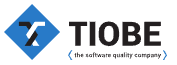 TIOBE
⟨ the software quality company ⟩